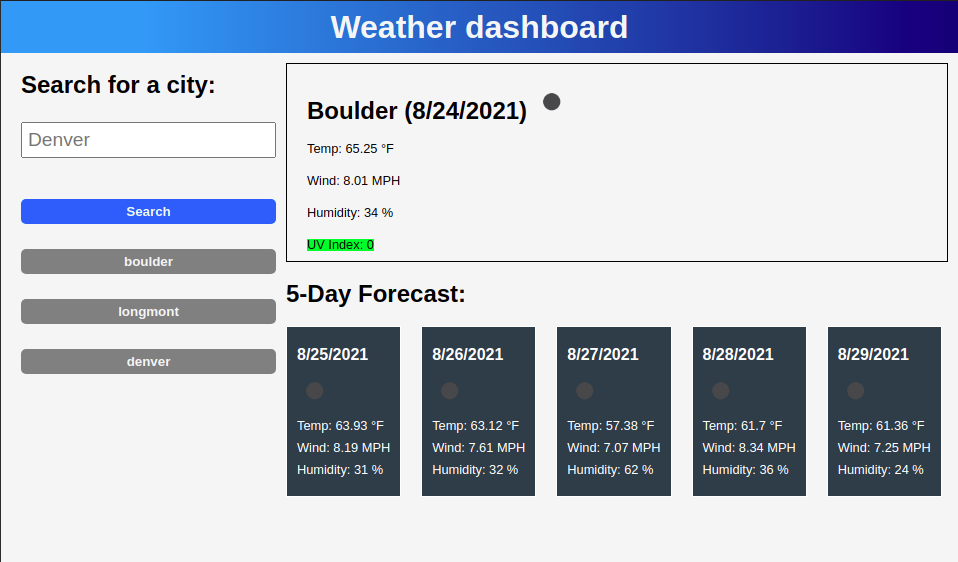 Weather dashboard
Search for a city:
Denver
Search
boulder
longmont
denver
Boulder (8/24/2021)
Temp: 65.25 °F
Wind: 8.01 MPH
Humidity: 34 %
UV Index: 0
5-Day Forecast:
8/25/2021
Temp: 63.93 °F
Wind: 8.19 MPH
Humidity: 31 %
8/26/2021
Temp: 63.12 °F
Wind: 7.61 MPH
Humidity: 32 %
8/27/2021
Temp: 57.38 °F
Wind: 7.07 MPH
Humidity: 62 %
8/28/2021
Temp: 61.7 °F
Wind: 8.34 MPH
Humidity: 36 %
8/29/2021
Temp: 61.36 °F
Wind: 7.25 MPH
Humidity: 24 %